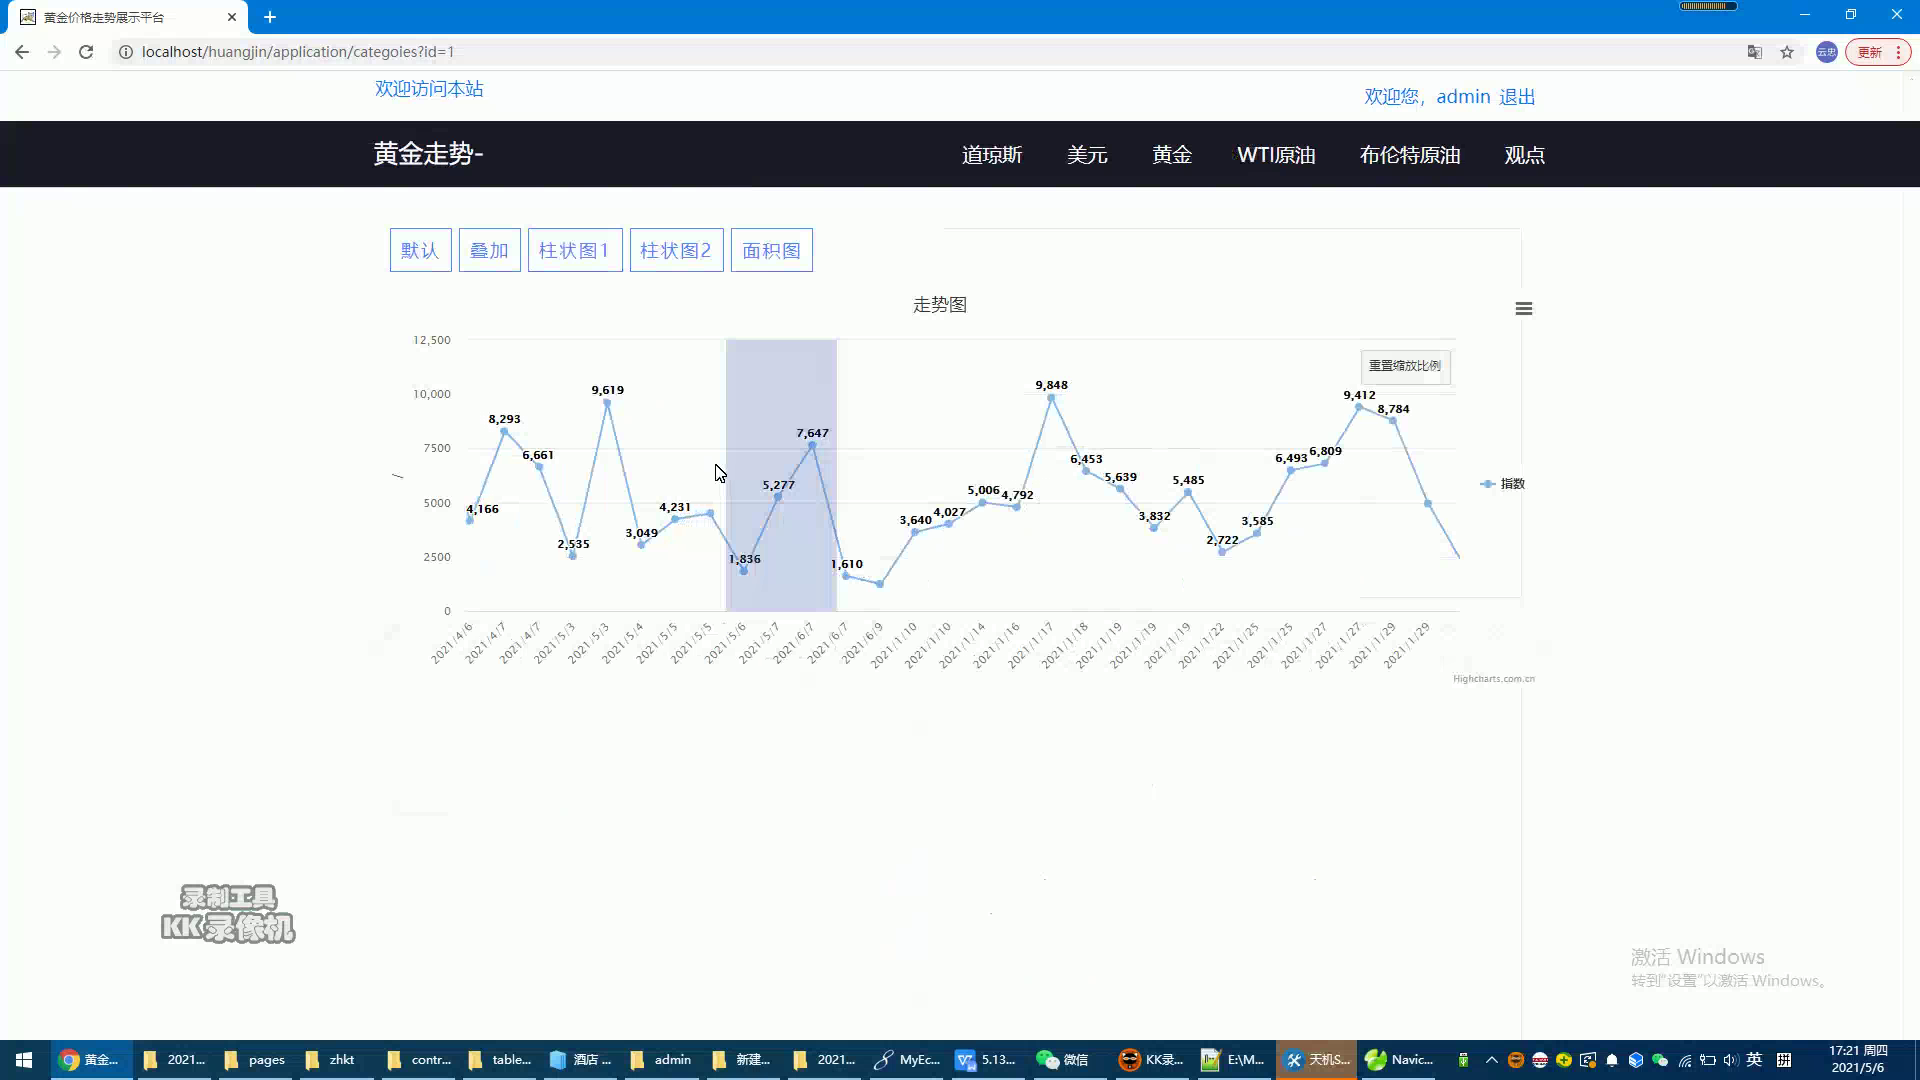 黄金价格走势展示平台
localhost/huangjin/application/categoies?id=1
云忠
更新
欢迎访问本站
欢迎您，admin 退出
黄金走势-
道琼斯
美元
黄金
WTI原油
布伦特原油
观点
默认
叠加
柱状图1
柱状图2
面积图
走势图
重置缩放比例
12,500
10,000
7500
5000
2500
0
4,166
8,293
6,661
2,535
9,619
3,049
4,231
1,836
5,277
7,647
1,610
3,640
4,027
5,006
4,792
9,848
6,453
5,639
3,832
5,485
2,722
3,585
6,493
6,809
9,412
8,784
指数
2021/4/6
2021/4/7
2021/4/7
2021/5/3
2021/5/3
2021/5/4
2021/5/5
2021/5/5
2021/5/6
2021/5/7
2021/6/7
2021/6/7
2021/6/9
2021/1/10
2021/1/10
2021/1/14
2021/1/16
2021/1/17
2021/1/18
2021/1/19
2021/1/19
2021/1/19
2021/1/22
2021/1/25
2021/1/25
2021/1/27
2021/1/27
2021/1/29
2021/1/29
Highcharts.com.cn
录制工具
KK录像机
激活 Windows
转到"设置"以激活 Windows。
黄金...
2021...
pages
zhkt
contr...
table...
酒店 ...
admin
新建...
2021...
MyEc...
5.13...
微信
KK录...
E:\M...
天机S...
Navic...
英
拼
17:21 周四
2021/5/6